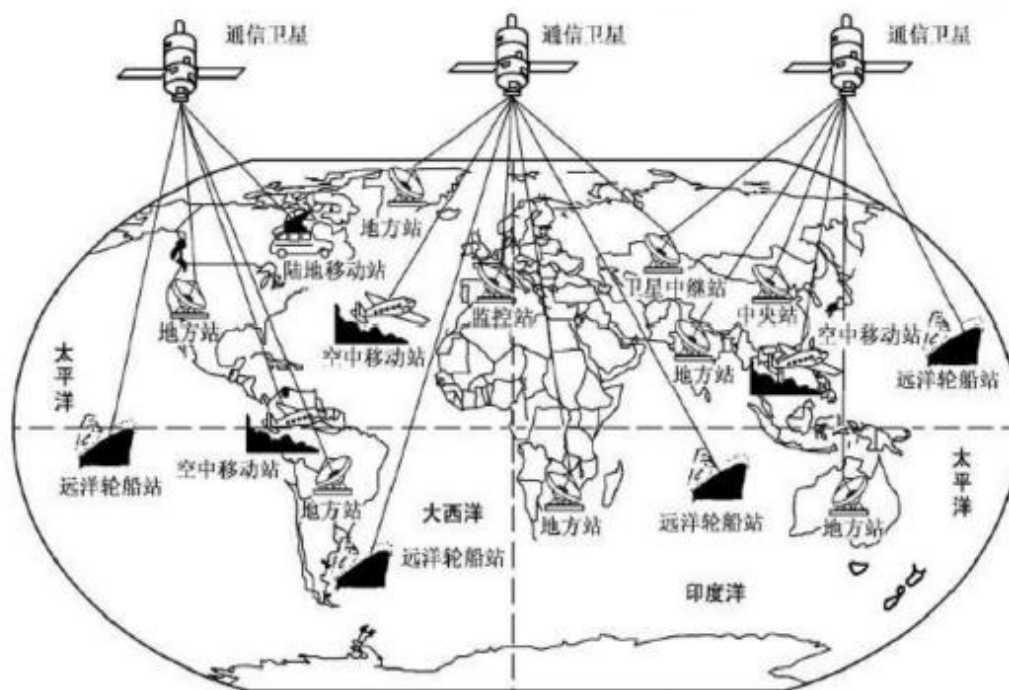 通信卫星
通信卫星
通信卫星
地方站
陆地移动站
卫星中继站
地方站
监控站
中央站
空中移动站
空中移动站
地方站
远洋轮船站
太平洋
空中移动站
远洋轮船站
太平洋
地方站
大西洋
地方站
远洋轮船站
地方站
远洋轮船站
印度洋